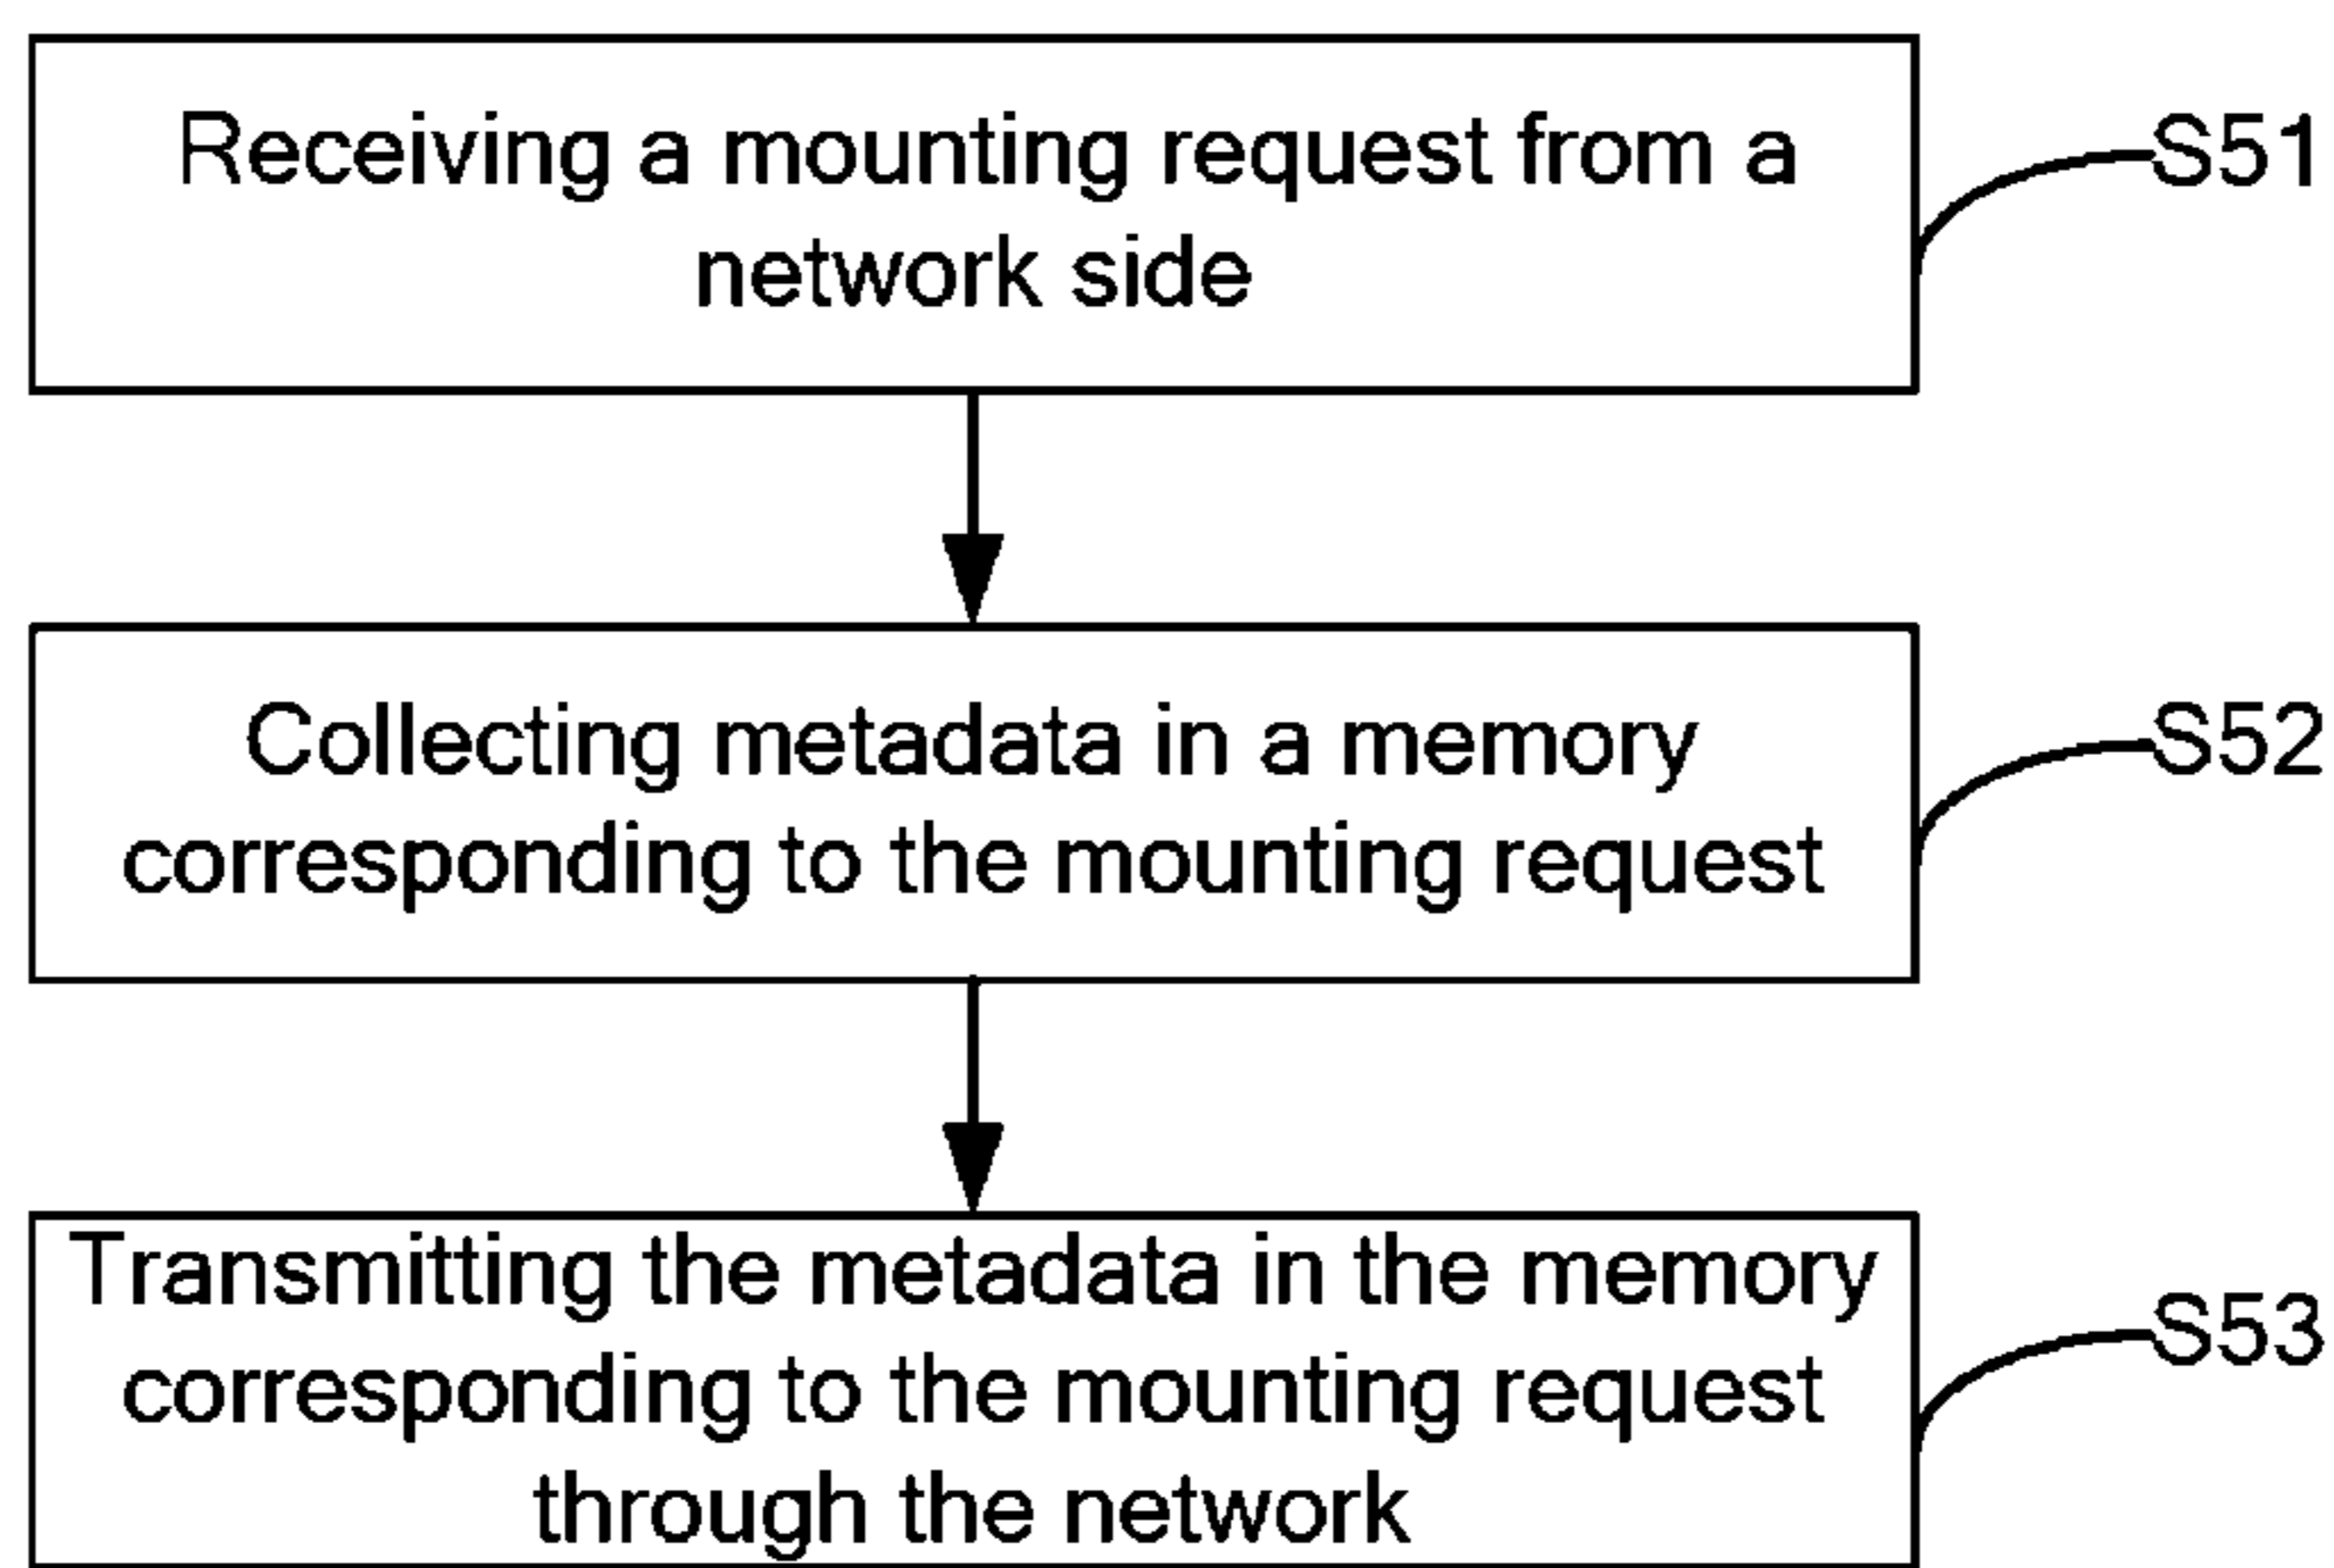 Receiving a mounting request from a
network side
S51
Collecting metadata in a memory
corresponding to the mounting request
S52
Transmitting the metadata in the memory
corresponding to the mounting request
through the network
S53